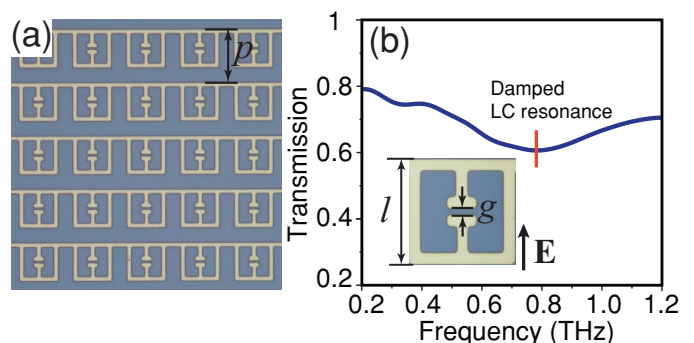 (a)
p
(b)
Transmission
1
0.8
0.6
0.4
0.2
Damped
LC resonance
l
g
E
0.2
0.4
0.6
0.8
1.0
1.2
Frequency (THz)